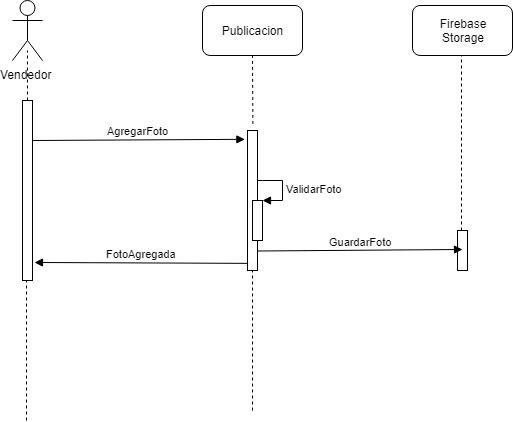 Publicacion
Firebase
Storage
Vendedor
AgregarFoto
ValidarFoto
GuardarFoto
FotoAgregada